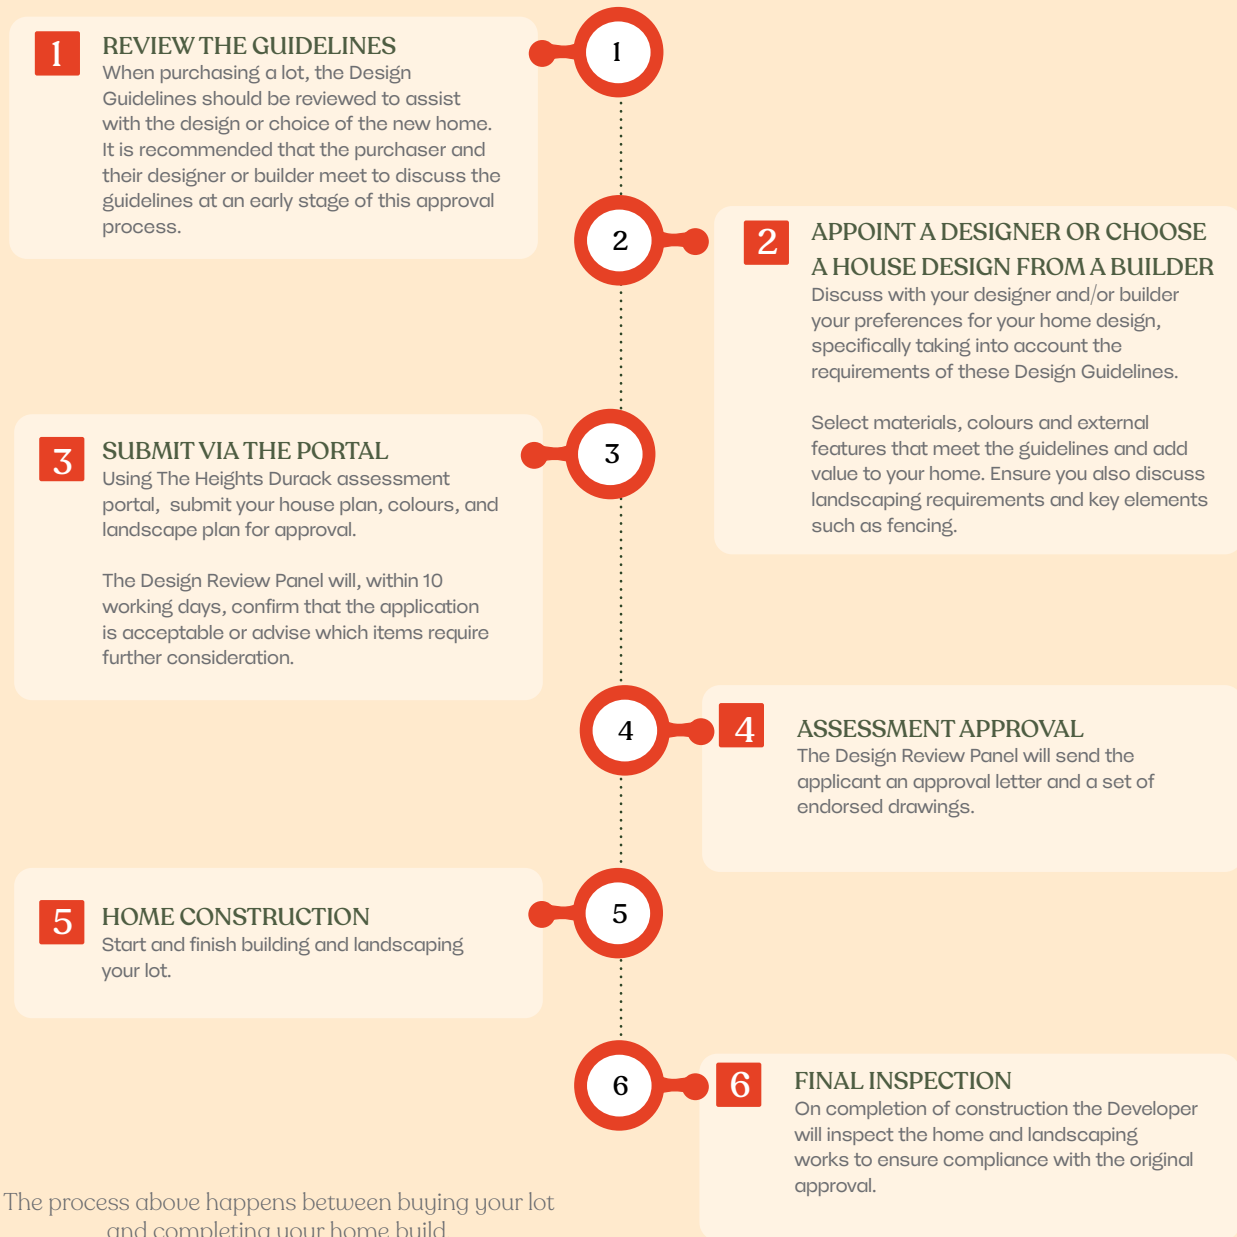 1
REVIEW THE GUIDELINES
When purchasing a lot, the Design
Guidelines should be reviewed to assist
with the design or choice of the new home.
It is recommended that the purchaser and
their designer or builder meet to discuss the
guidelines at an early stage of this approval
process.
1
2
2
APPOINT A DESIGNER OR CHOOSE
A HOUSE DESIGN FROM A BUILDER
Discuss with your designer and/or builder
your preferences for your home design,
specifically taking into account the
requirements of these Design Guidelines.
Select materials, colours and external
features that meet the guidelines and add
value to your home. Ensure you also discuss
landscaping requirements and key elements
such as fencing.
3
SUBMIT VIA THE PORTAL
Using The Heights Durack assessment
portal,  submit your house plan, colours, and
landscape plan for approval.
The Design Review Panel will, within 10
working days, confirm that the application
is acceptable or advise which items require
further consideration.
3
4
4
ASSESSMENT APPROVAL
The Design Review Panel will send the
applicant an approval letter and a set of
endorsed drawings.
5
HOME CONSTRUCTION
Start and finish building and landscaping
your lot.
5
6
6
FINAL INSPECTION
On completion of construction the Developer
will inspect the home and landscaping
works to ensure compliance with the original
approval.
The process above happens between buying your lot
and completing your home build